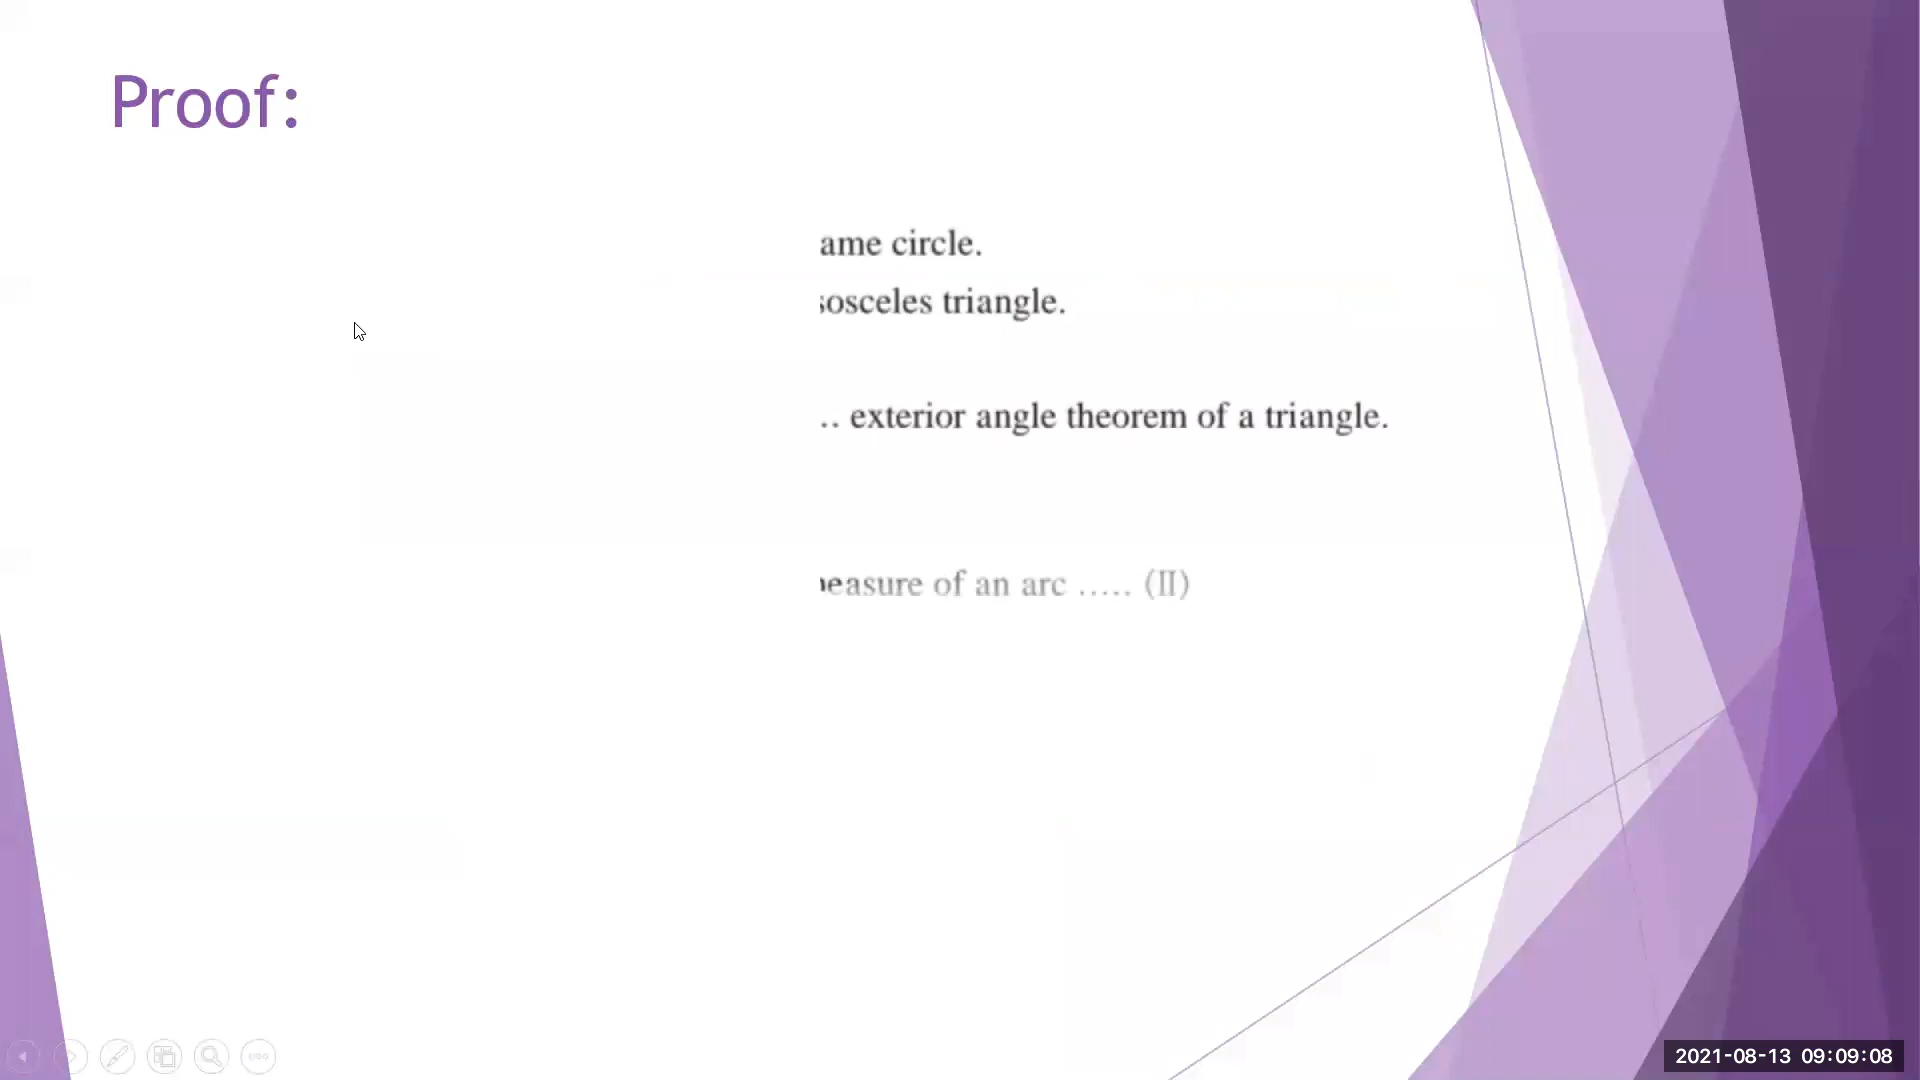 Proof:
ame circle.
sosceles triangle.
.. exterior angle theorem of a triangle.
easure of an arc ..... (II)
2021-08-13 09:09:08